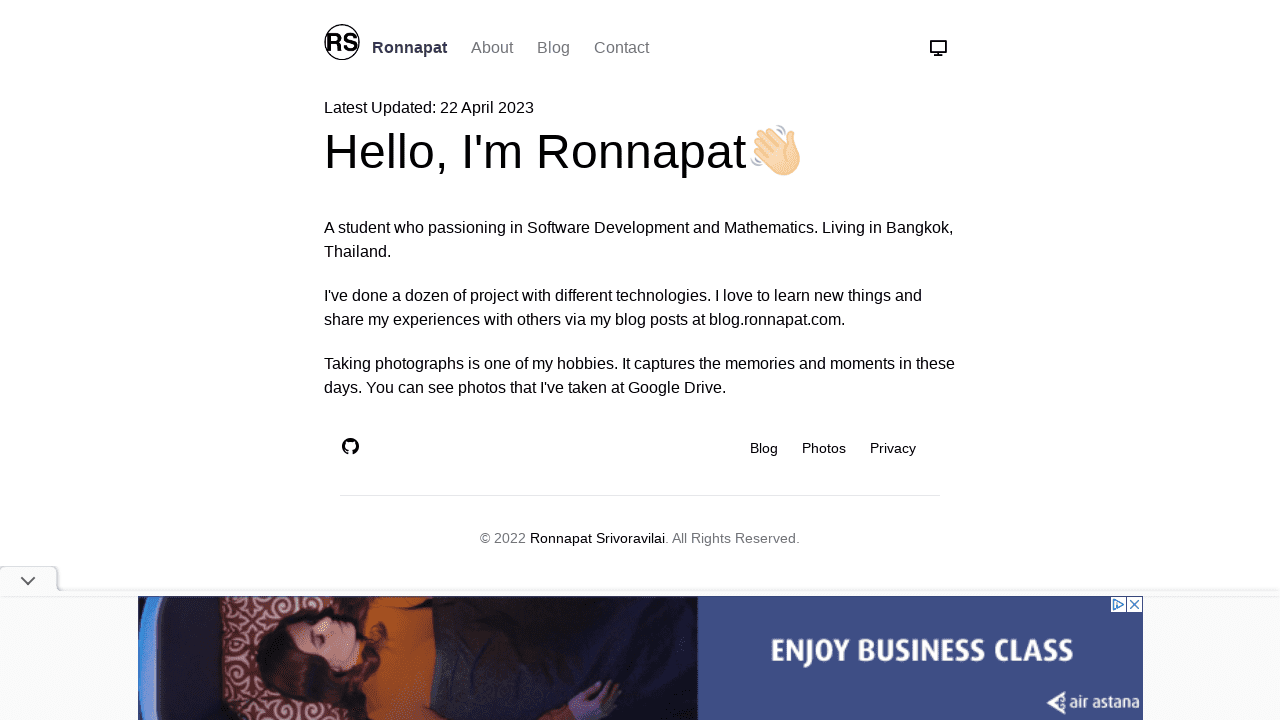 RS
Ronnapat About Blog Contact
Latest Updated: 22 April 2023
Hello, I'm Ronnapat👋🏻
A student who passioning in Software Development and Mathematics. Living in Bangkok,
Thailand.
I've done a dozen of project with different technologies. I love to learn new things and
share my experiences with others via my blog posts at blog.ronnapat.com.
Taking photographs is one of my hobbies. It captures the memories and moments in these
days. You can see photos that I've taken at Google Drive.
Blog Photos Privacy
© 2022 Ronnapat Srivoravilai. All Rights Reserved.
ENJOY BUSINESS CLASS
air astana